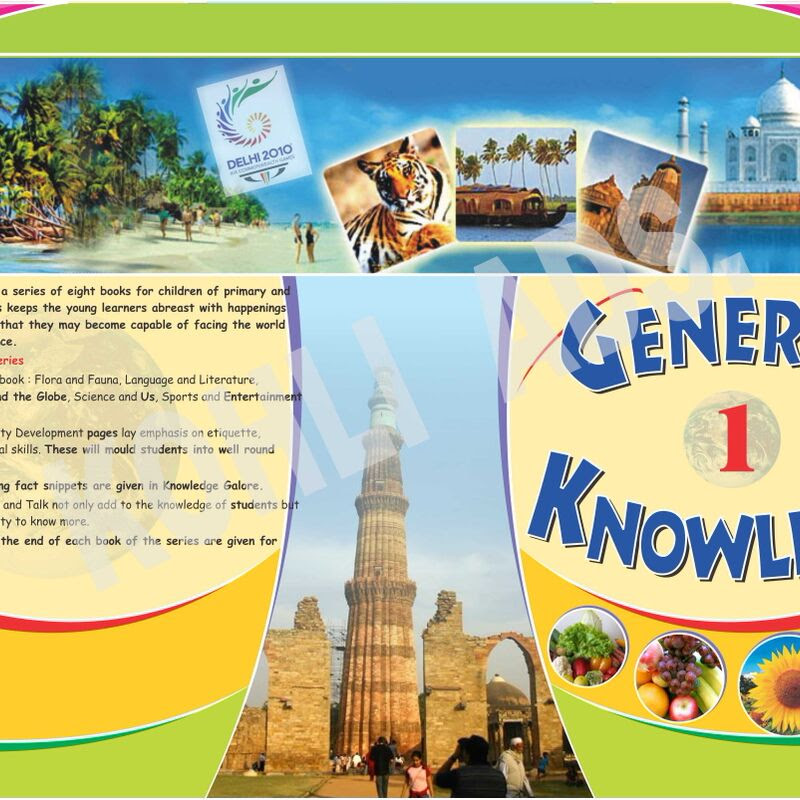 DELHI 2010
XIX COMMONWEALTH GAMES
a series of eight books for children of primary and
s keeps the young learners abreast with happenings
that they may become capable of facing the world
ce.
eries
book : Flora and Fauna, Language and Literature,
nd the Globe, Science and Us, Sports and Entertainment
ty Development pages lay emphasis on etiquette,
al skills. These will mould students into well round
ng fact snippets are given in Knowledge Galore.
and Talk not only add to the knowledge of students but
ty to know more.
the end of each book of the series are given for
GENER
1
KNOWL
KOHLI ADS.